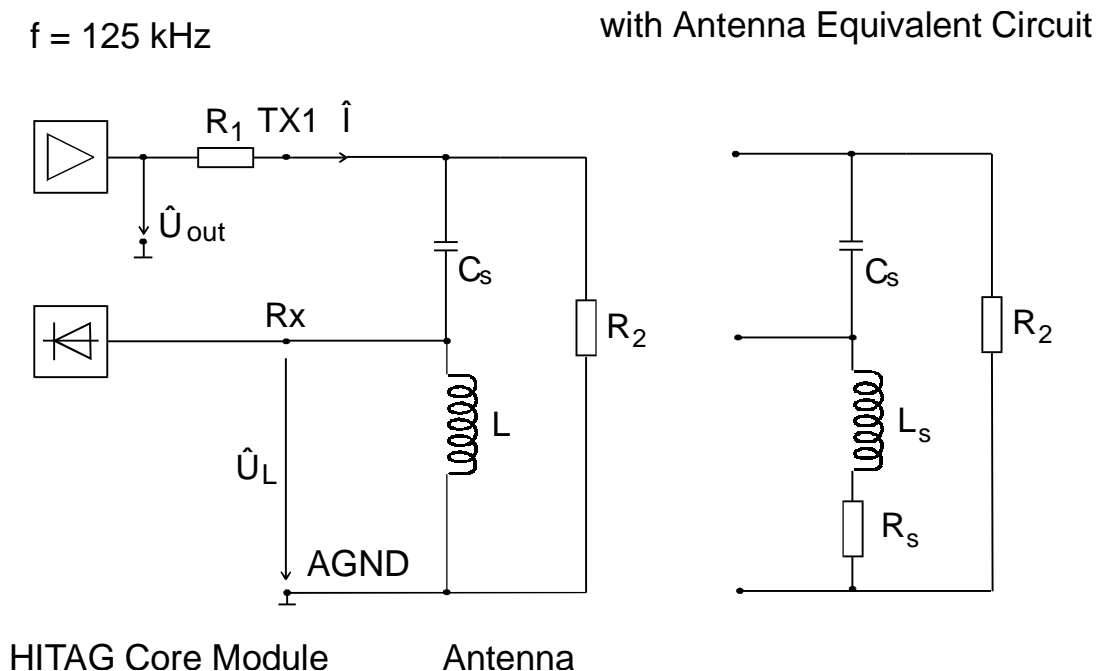 f = 125 kHz
with Antenna Equivalent Circuit
R1 TX1 Î
Ûout
Cs
Cs
Rx
R2
R2
L
Ls
ÛL
Rs
AGND
HITAG Core Module
Antenna